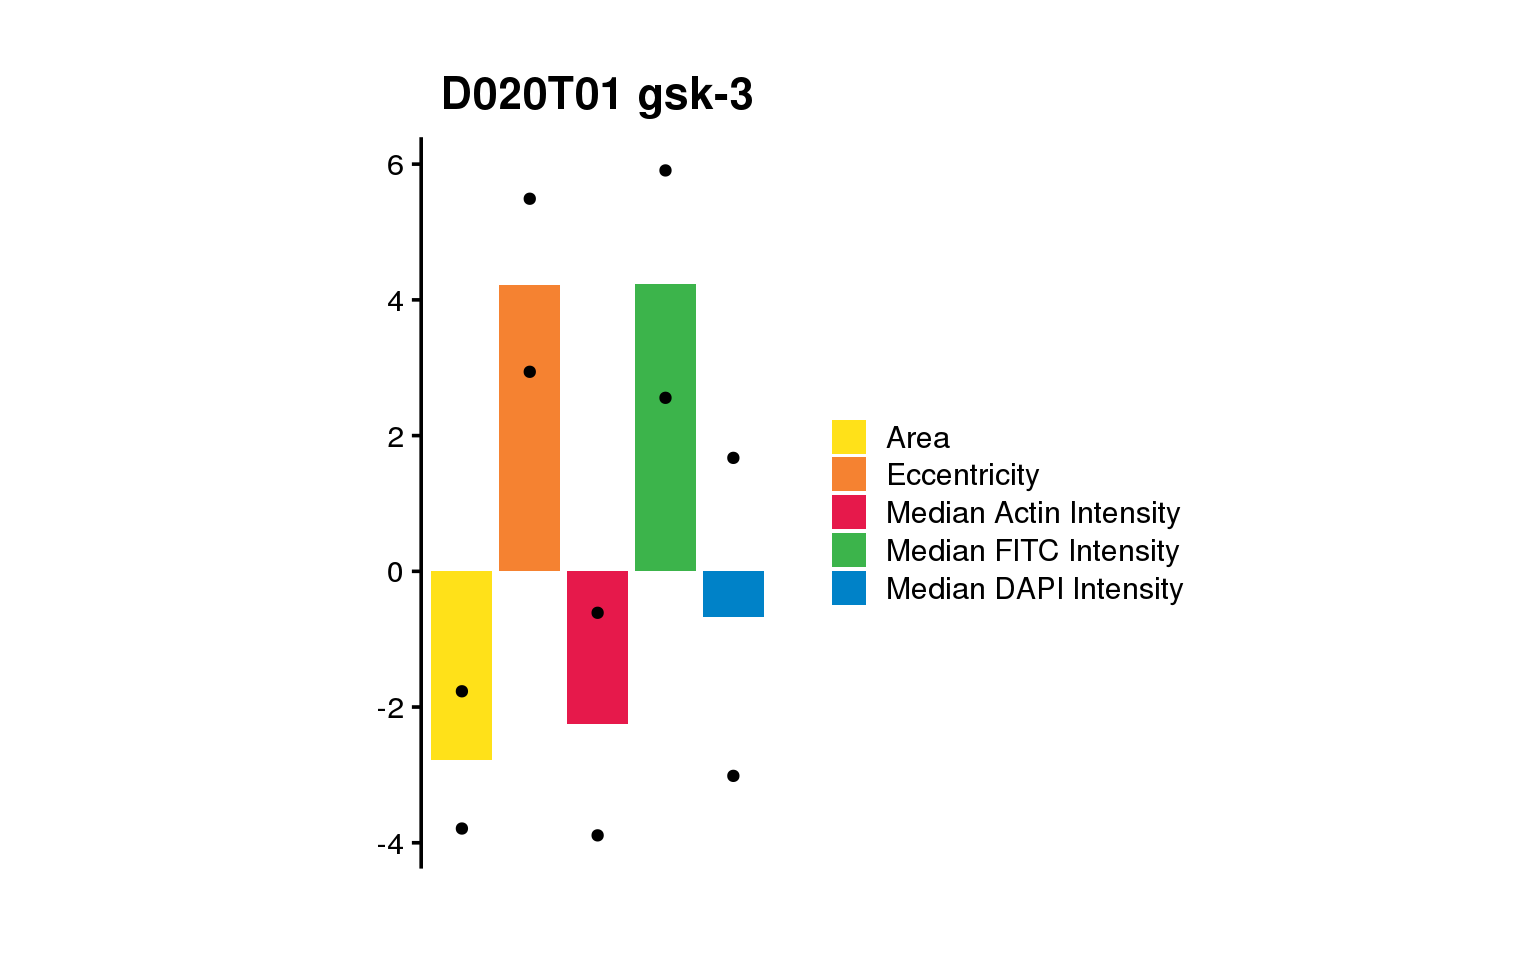 D020T01 gsk-3
6
4
2
0
-2
-4
Area
Eccentricity
Median Actin Intensity
Median FITC Intensity
Median DAPI Intensity